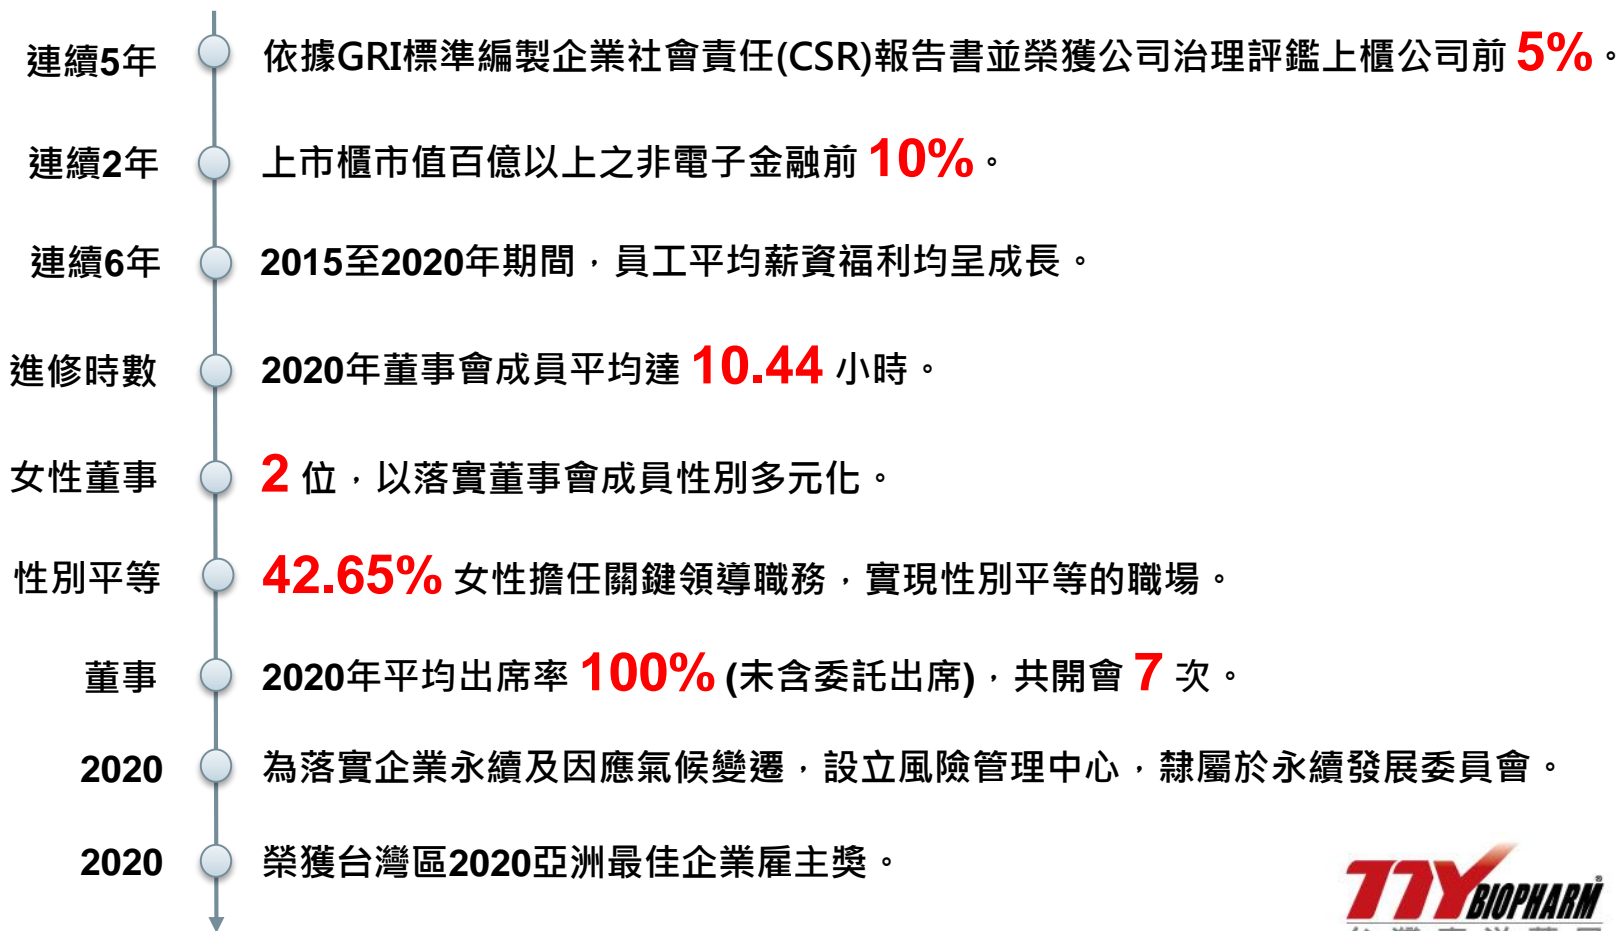 連續5年 依據GRI標準編製企業社會責任(CSR)報告書並榮獲公司治理評鑑上櫃公司前 5%。
連續2年 上市櫃市值百億以上之非電子金融前 10%。
連續6年 2015至2020年期間，員工平均薪資福利均呈成長。
進修時數 2020年董事會成員平均達 10.44 小時。
女性董事 2 位，以落實董事會成員性別多元化。
性別平等 42.65% 女性擔任關鍵領導職務，實現性別平等的職場。
董事 2020年平均出席率 100% (未含委託出席)，共開會 7 次。
2020 為落實企業永續及因應氣候變遷，設立風險管理中心，隸屬於永續發展委員會。
2020 榮獲台灣區2020亞洲最佳企業雇主獎。
TTY BIOPHARM®